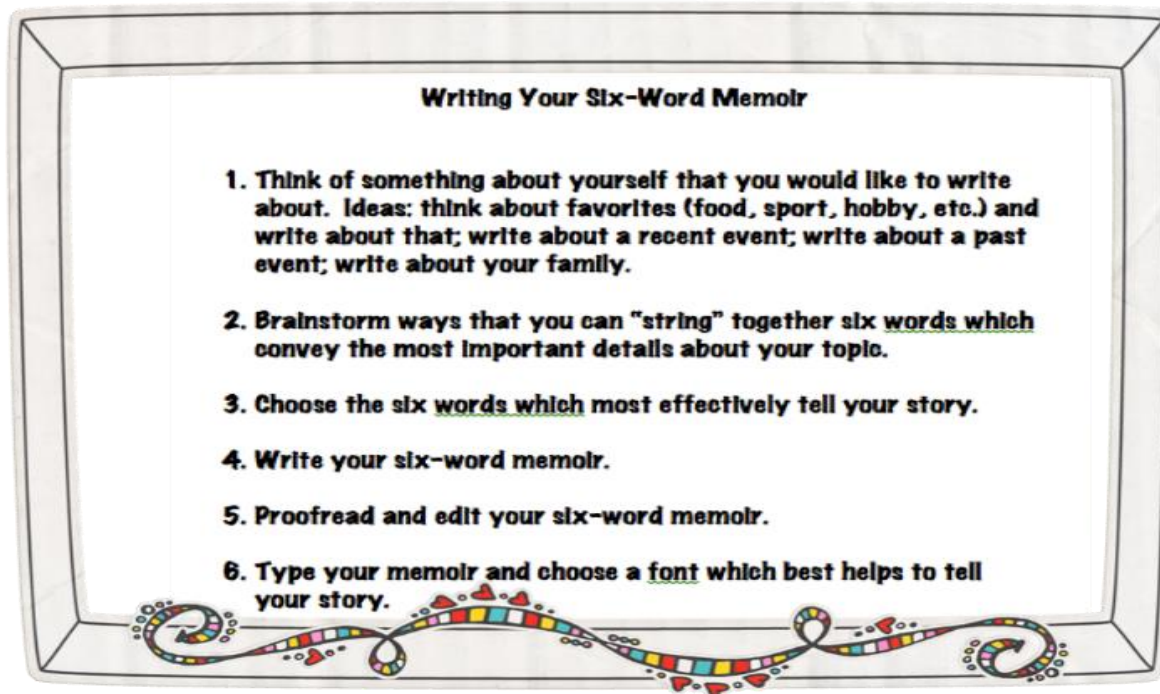 Writing Your Six-Word Memoir
1. Think of something about yourself that you would like to write
about. Ideas: think about favorites (food, sport, hobby, etc.) and
write about that; write about a recent event; write about a past
event; write about your family.
2. Brainstorm ways that you can "string" together six words which
convey the most important details about your topic.
3. Choose the six words which most effectively tell your story.
4. Write your six-word memoir.
5. Proofread and edit your six-word memoir.
6. Type your memoir and choose a font which best helps to tell
your story.